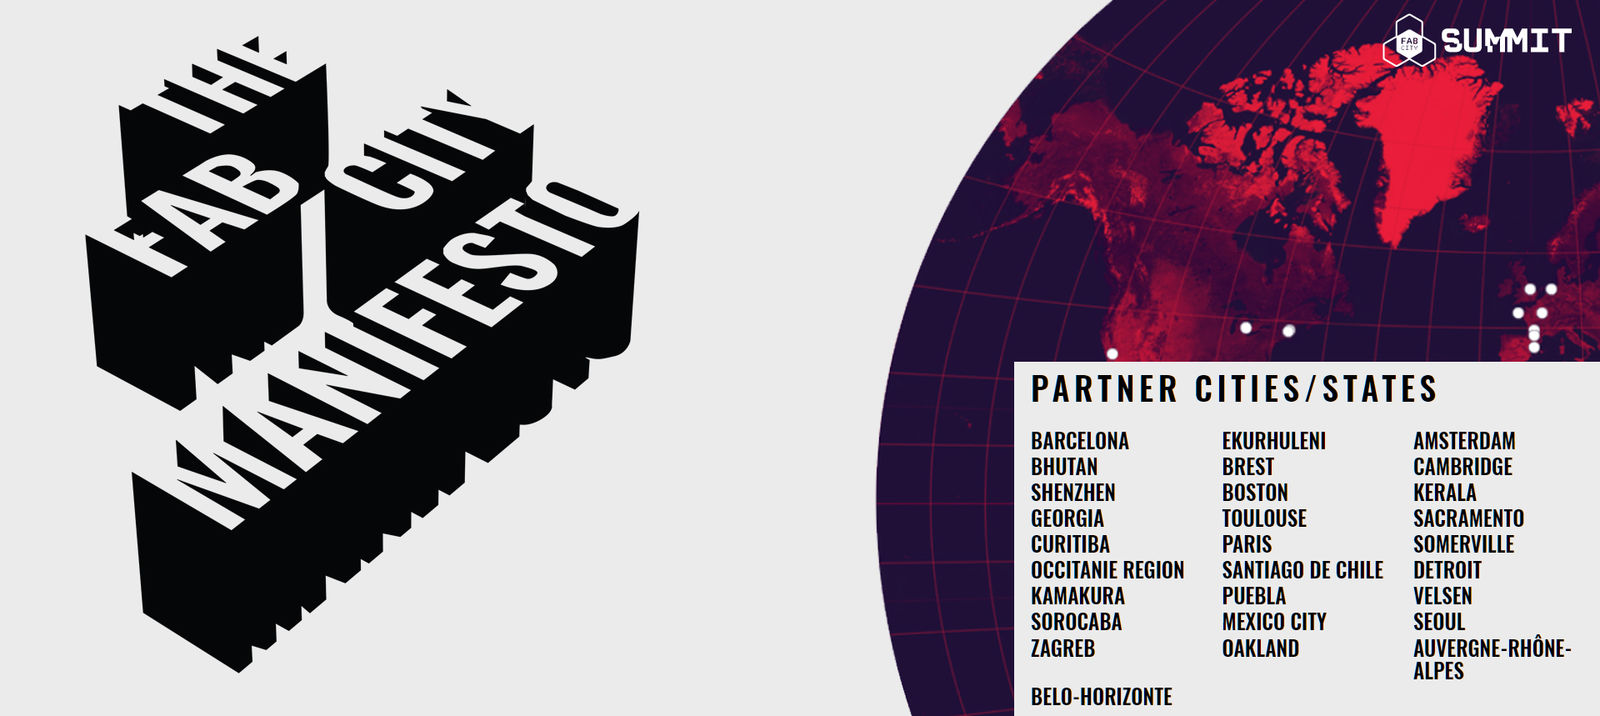 THE
FAB CITY
MANIFESTO
FAB
CITY
SUMMIT
PARTNER CITIES/STATES
BARCELONA
BHUTAN
SHENZHEN
GEORGIA
CURITIBA
OCCITANIE REGION
KAMAKURA
SOROCABA
ZAGREB
BELO-HORIZONTE
EKURHULENI
BREST
BOSTON
TOULOUSE
PARIS
SANTIAGO DE CHILE
PUEBLA
MEXICO CITY
OAKLAND
AMSTERDAM
CAMBRIDGE
KERALA
SACRAMENTO
SOMERVILLE
DETROIT
VELSEN
SEOUL
AUVERGNE-RHÔNE-
ALPES